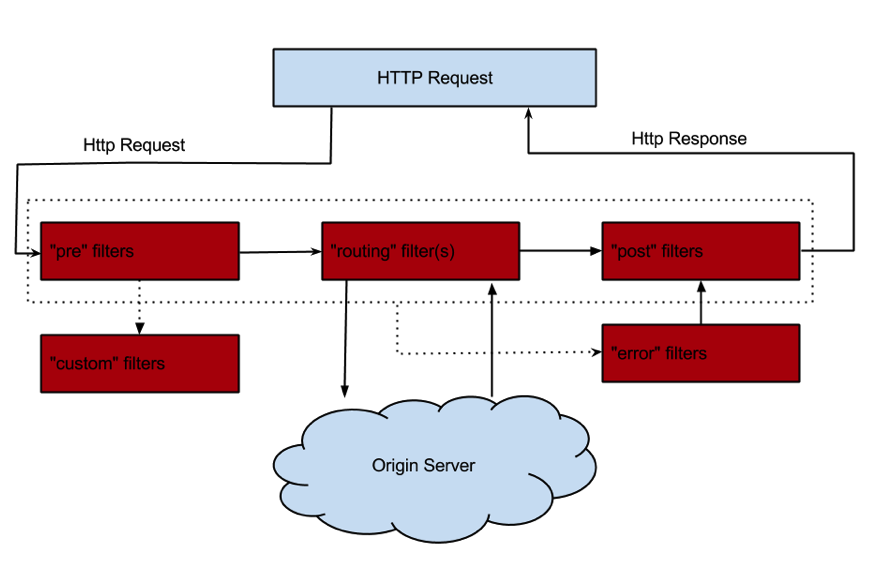 HTTP Request
Http Request
Http Response
"pre" filters
"routing" filter(s)
"post" filters
"custom" filters
"error" filters
Origin Server